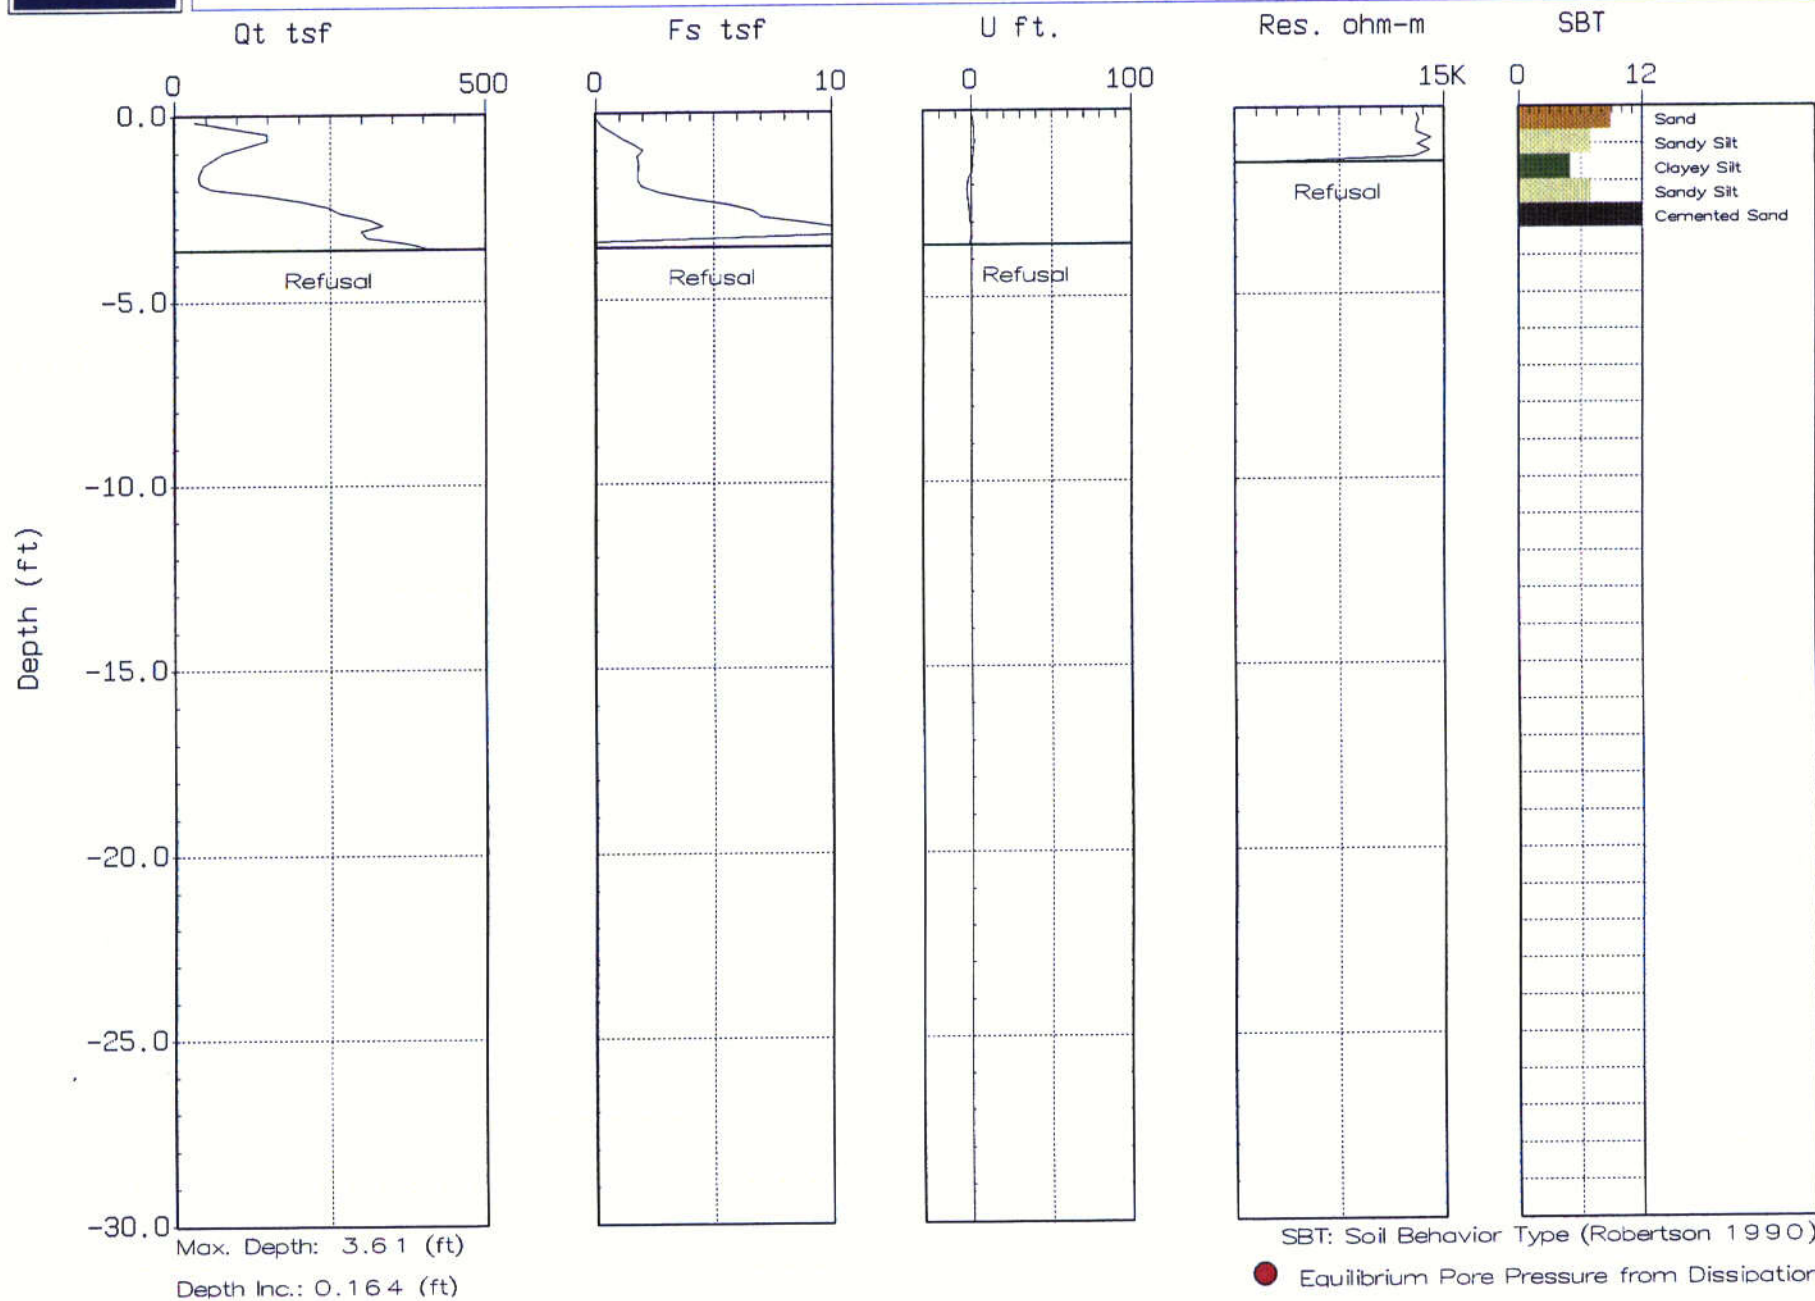 Qt tsf Fs tsf U ft. Res. ohm-m SBT
0 500 0 10 0 100 15K 0 12
0.0
Sand
Sandy Silt
Clayey Silt
Sandy Silt
Cemented Sand
Refusal
Refusal Refusal Refusal
-5.0
-10.0
Depth (ft)
-15.0
-20.0
-25.0
-30.0
Max. Depth: 3.61 (ft)
Depth Inc.: 0.164 (ft)
SBT: Soil Behavior Type (Robertson 1990)
Equilibrium Pore Pressure from Dissipation